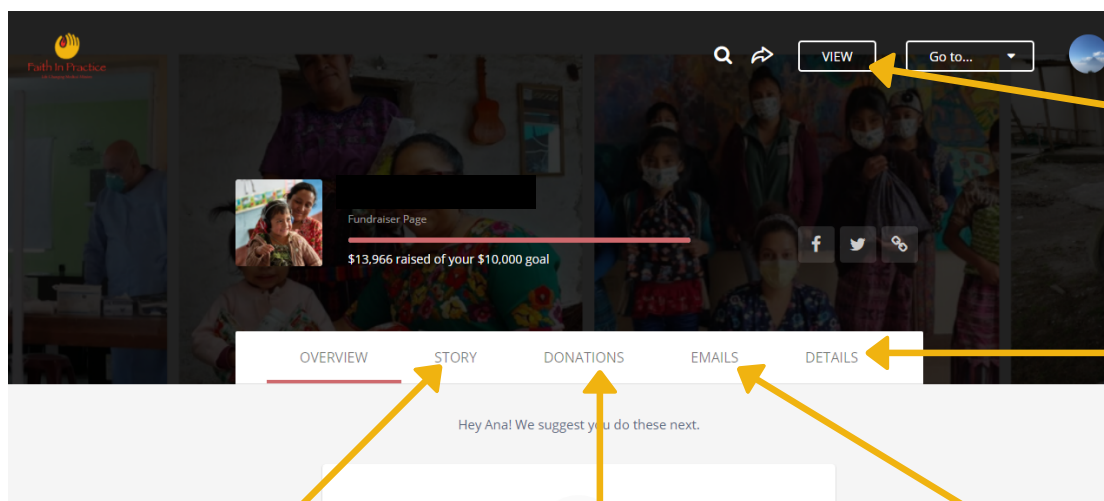 VIEW
Go to...
Faith In Practice
Fundraiser Page
$13,966 raised of your $10,000 goal
OVERVIEW STORY DONATIONS EMAILS DETAILS
Hey Ana! We suggest you do these next.